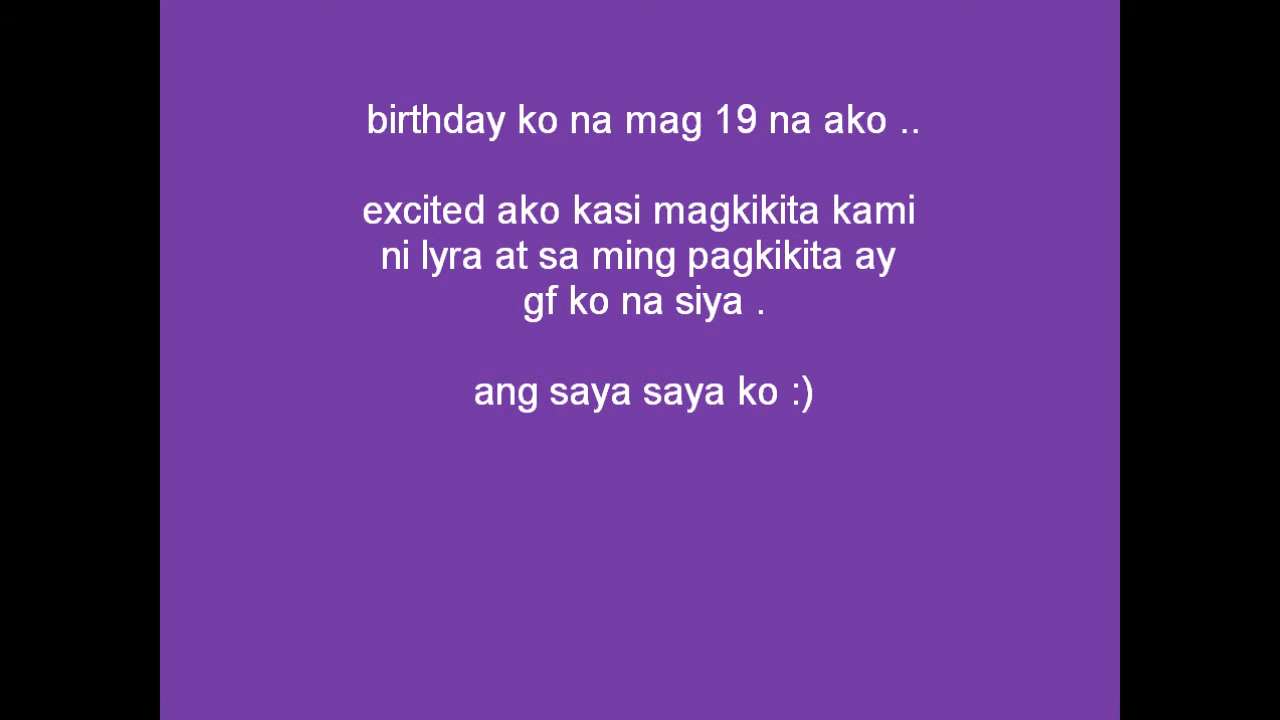 birthday ko na mag 19 na ako ..
excited ako kasi magkikita kami
ni lyra at sa ming pagkikita ay
gf ko na siya .
ang saya saya ko :)